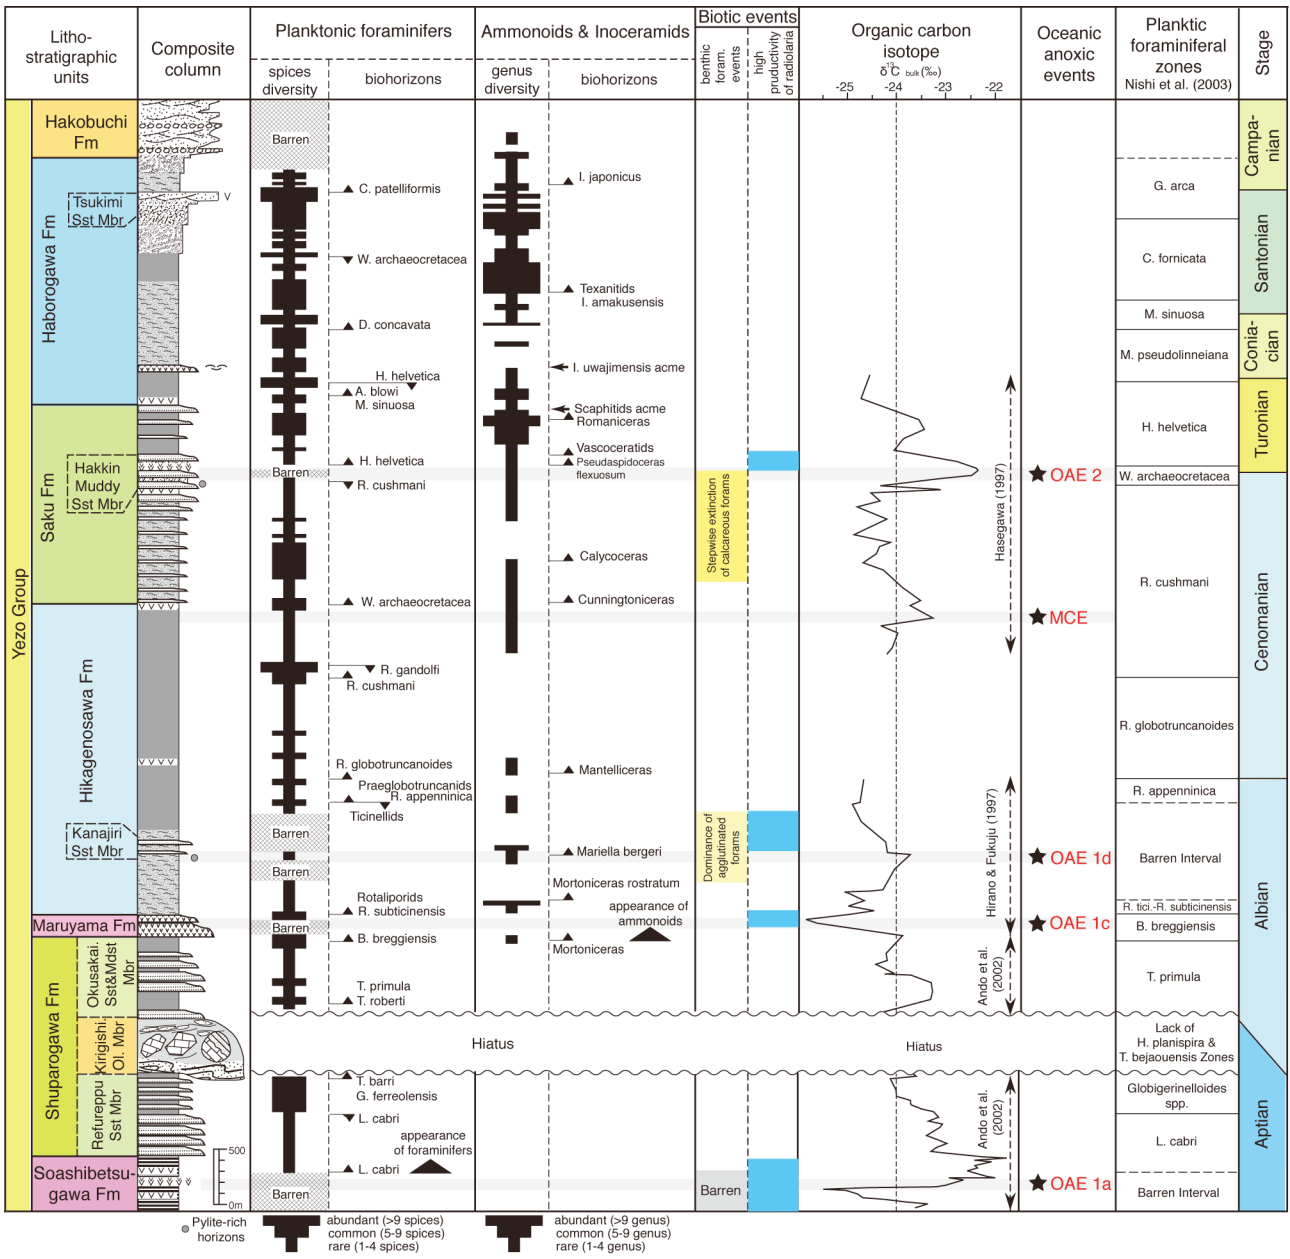 Litho-
stratigraphic
units
Composite
column
Planktonic foraminifers
spices
diversity
biohorizons
Ammonoids & Inoceramids
genus
diversity
biohorizons
Biotic events
benthic
foram.
events
high
pruductivity
of radiolaria
Organic carbon
isotope
δ13C bulk (‰)
-25 -24 -23 -22
Oceanic
anoxic
events
Planktic
foraminiferal
zones
Nishi et al. (2003)
Stage
Yezo Group
Hakobuchi
Fm
Haborogawa Fm
Tsukimi
Sst Mbr
Saku Fm
Hakkin
Muddy
Sst Mbr
Hikagenosawa Fm
Kanajiri
Sst Mbr
Maruyama Fm
Shuparogawa Fm
Okusakai.
Sst&Mdst
Mbr
Kirigishi.
Ol. Mbr
Refureppu
Sst Mbr
Soashibetsu-
gawa Fm
500
0m
Pylite-rich
horizons
Barren
C. patelliformis
W. archaeocretacea
D. concavata
H. helvetica
A. blowi
M. sinuosa
H. helvetica
Barren
R. cushmani
W. archaeocretacea
R. gandolfi
R. cushmani
R. globotruncanoides
Praeglobotruncanids
R. appenninica
Ticinellids
Barren
Barren
Rotaliporids
R. subticinensis
Barren
B. breggiensis
T. primula
T. roberti
Hiatus
T. barri
G. ferreolensis
L. cabri
appearance
of foraminifers
L. cabri
Barren
abundant (>9 spices)
common (5-9 spices)
rare (1-4 spices)
I. japonicus
Texanitids
I. amakusensis
I. uwajimensis acme
Scaphitids acme
Romaniceras
Vascoceratids
Pseudaspidoceras
flexuosum
Calycoceras
Cunningtoniceras
Mantelliceras
Mariella bergeri
Mortoniceras rostratum
appearance of
ammonoids
Mortoniceras
abundant (>9 genus)
common (5-9 genus)
rare (1-4 genus)
Stepwise extinction
of calcareous forams
Dominance of
agglutinated
forams
Barren
Hasegawa (1997)
Hirano & Fukuju (1997)
Ando et al.
(2002)
Hiatus
Ando et al.
(2002)
OAE 2
MCE
OAE 1d
OAE 1c
OAE 1a
G. arca
C. fornicata
M. sinuosa
M. pseudolinneiana
H. helvetica
W. archaeocretacea
R. cushmani
R. globotruncanoides
R. appenninica
Barren Interval
R. tici.-R. subticinensis
B. breggiensis
T. primula
Lack of
H. planispira &
T. bejaouensis Zones
Globigerinelloides
spp.
L. cabri
Barren Interval
Campa-
nian
Santonian
Conia-
cian
Turonian
Cenomanian
Albian
Aptian